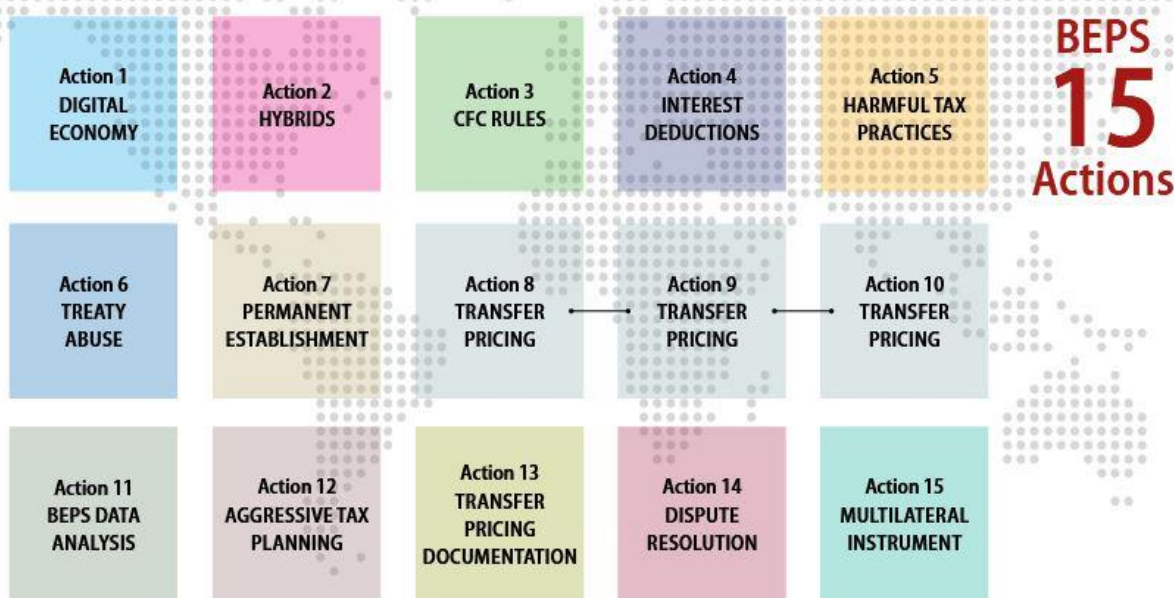 Action 1
DIGITAL
ECONOMY
Action 2
HYBRIDS
Action 3
CFC RULES
Action 4
INTEREST
DEDUCTIONS
Action 5
HARMFUL TAX
PRACTICES
BEPS
15
Actions
Action 6
TREATY
ABUSE
Action 7
PERMANENT
ESTABLISHMENT
Action 8
TRANSFER
PRICING
Action 9
TRANSFER
PRICING
Action 10
TRANSFER
PRICING
Action 11
BEPS DATA
ANALYSIS
Action 12
AGGRESSIVE TAX
PLANNING
Action 13
TRANSFER
PRICING
DOCUMENTATION
Action 14
DISPUTE
RESOLUTION
Action 15
MULTILATERAL
INSTRUMENT